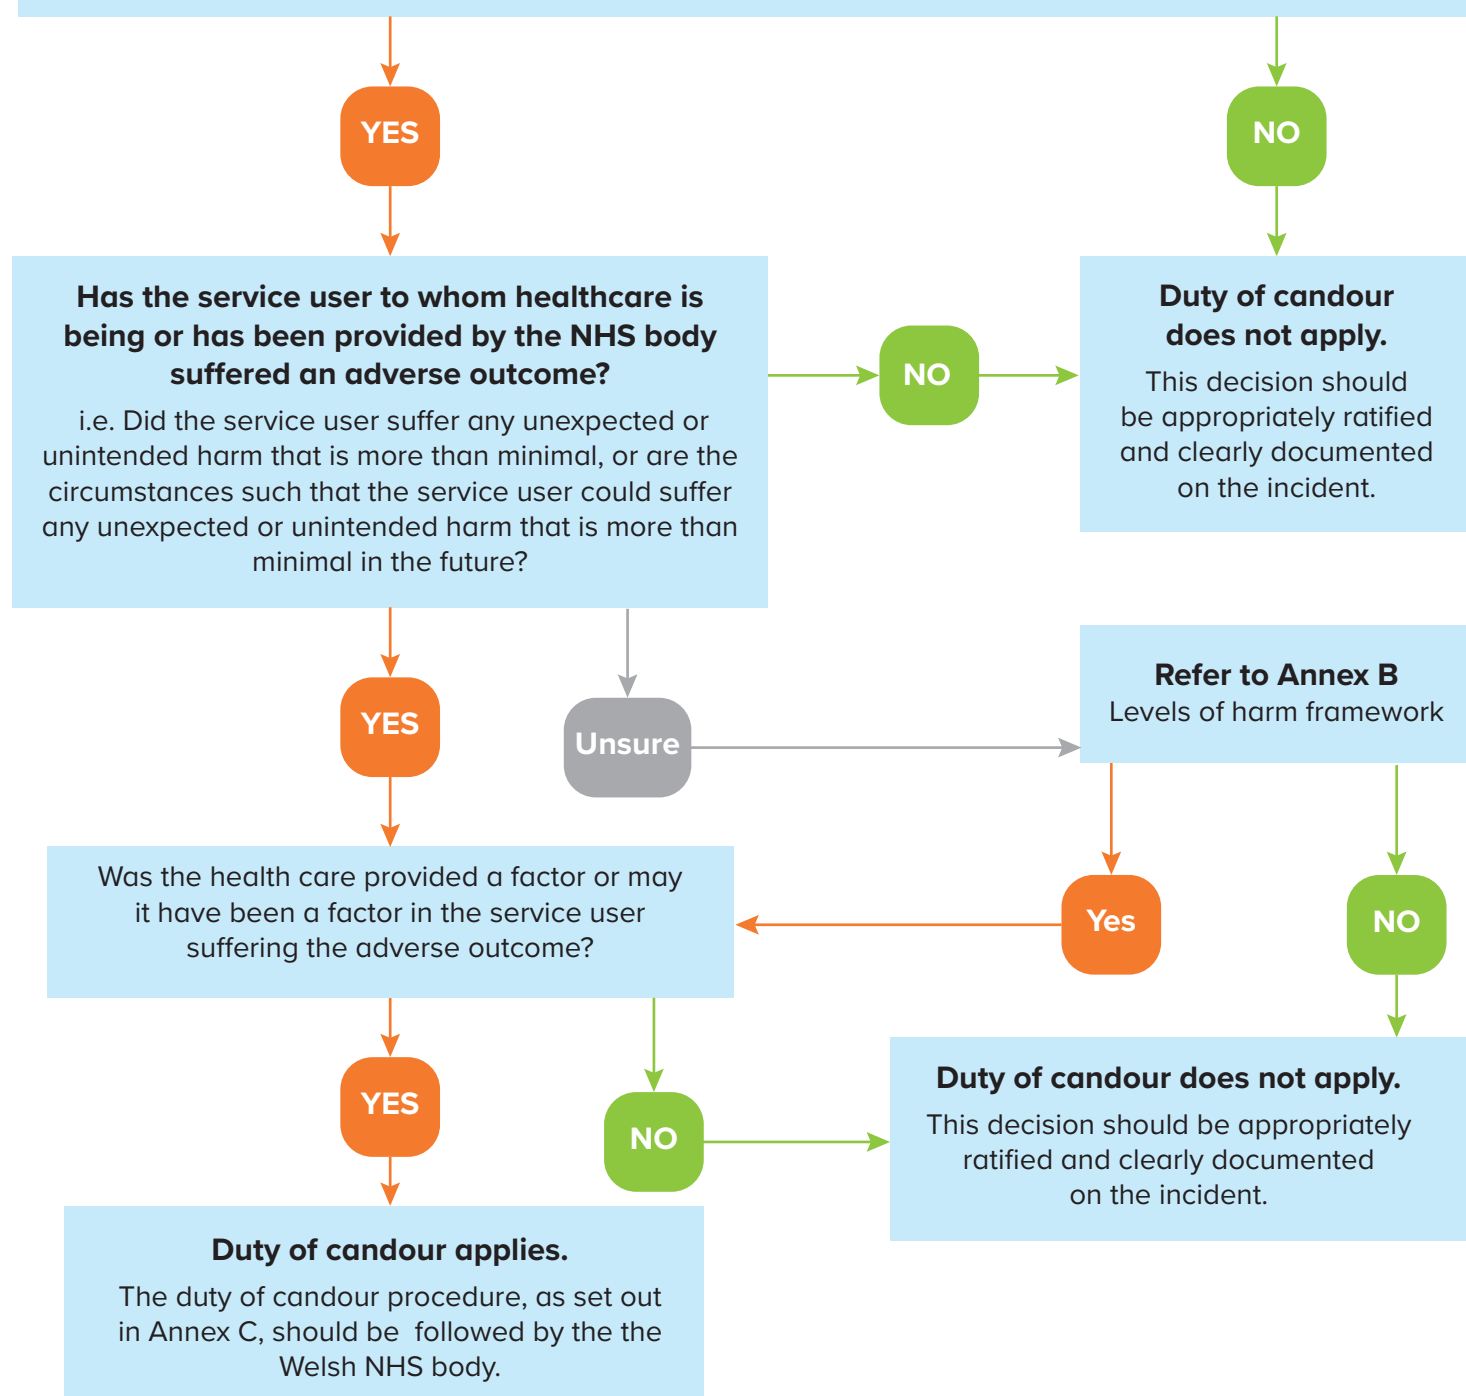 YES
NO
Has the service user to whom healthcare is
being or has been provided by the NHS body
suffered an adverse outcome?
i.e. Did the service user suffer any unexpected or
unintended harm that is more than minimal, or are the
circumstances such that the service user could suffer
any unexpected or unintended harm that is more than
minimal in the future?
NO
Duty of candour
does not apply.
This decision should
be appropriately ratified
and clearly documented
on the incident.
YES
Unsure
Refer to Annex B
Levels of harm framework
Was the health care provided a factor or may
it have been a factor in the service user
suffering the adverse outcome?
Yes
NO
YES
NO
Duty of candour does not apply.
This decision should be appropriately
ratified and clearly documented
on the incident.
Duty of candour applies.
The duty of candour procedure, as set out
in Annex C, should be  followed by the the
Welsh NHS body.